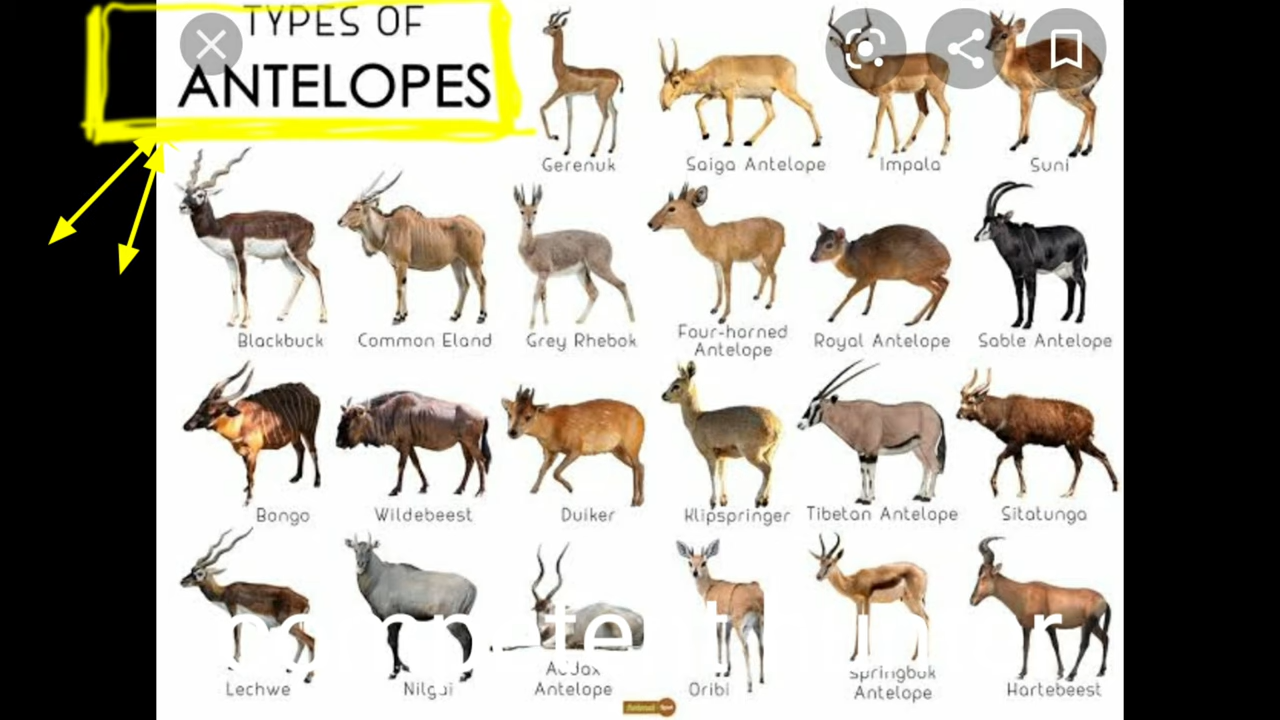 TYPES OF
ANTELOPES
Gerenuk
Saiga Antelope
Impala
Suni
Blackbuck
Common Eland
Grey Rhebok
Four-horned
Antelope
Royal Antelope
Sable Antelope
Bongo
Wildebeest
Duiker
Klipspringer
Tibetan Antelope
Sitatunga
Lechwe
Nilgai
Addax
Antelope
Oribi
Springbok
Antelope
Hartebeest
competent